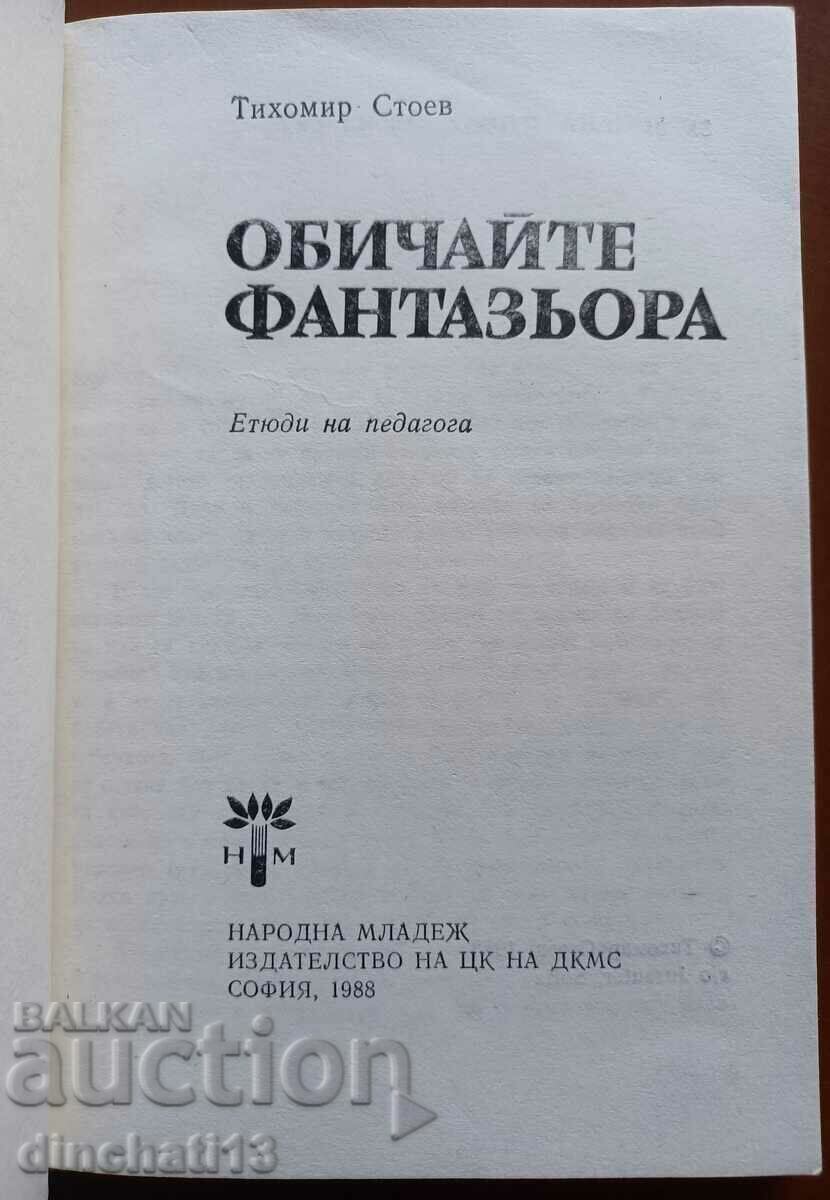 Тихомир Стоев
ОБИЧАЙТЕ
ФАНТАЗЬОРА
Етюди на педагога
Н М
НАРОДНА МЛАДЕЖ
ИЗДАТЕЛСТВО НА ЦК НА ДКМС
СОФИЯ, 1988
BALKAN
auction
dinchati13